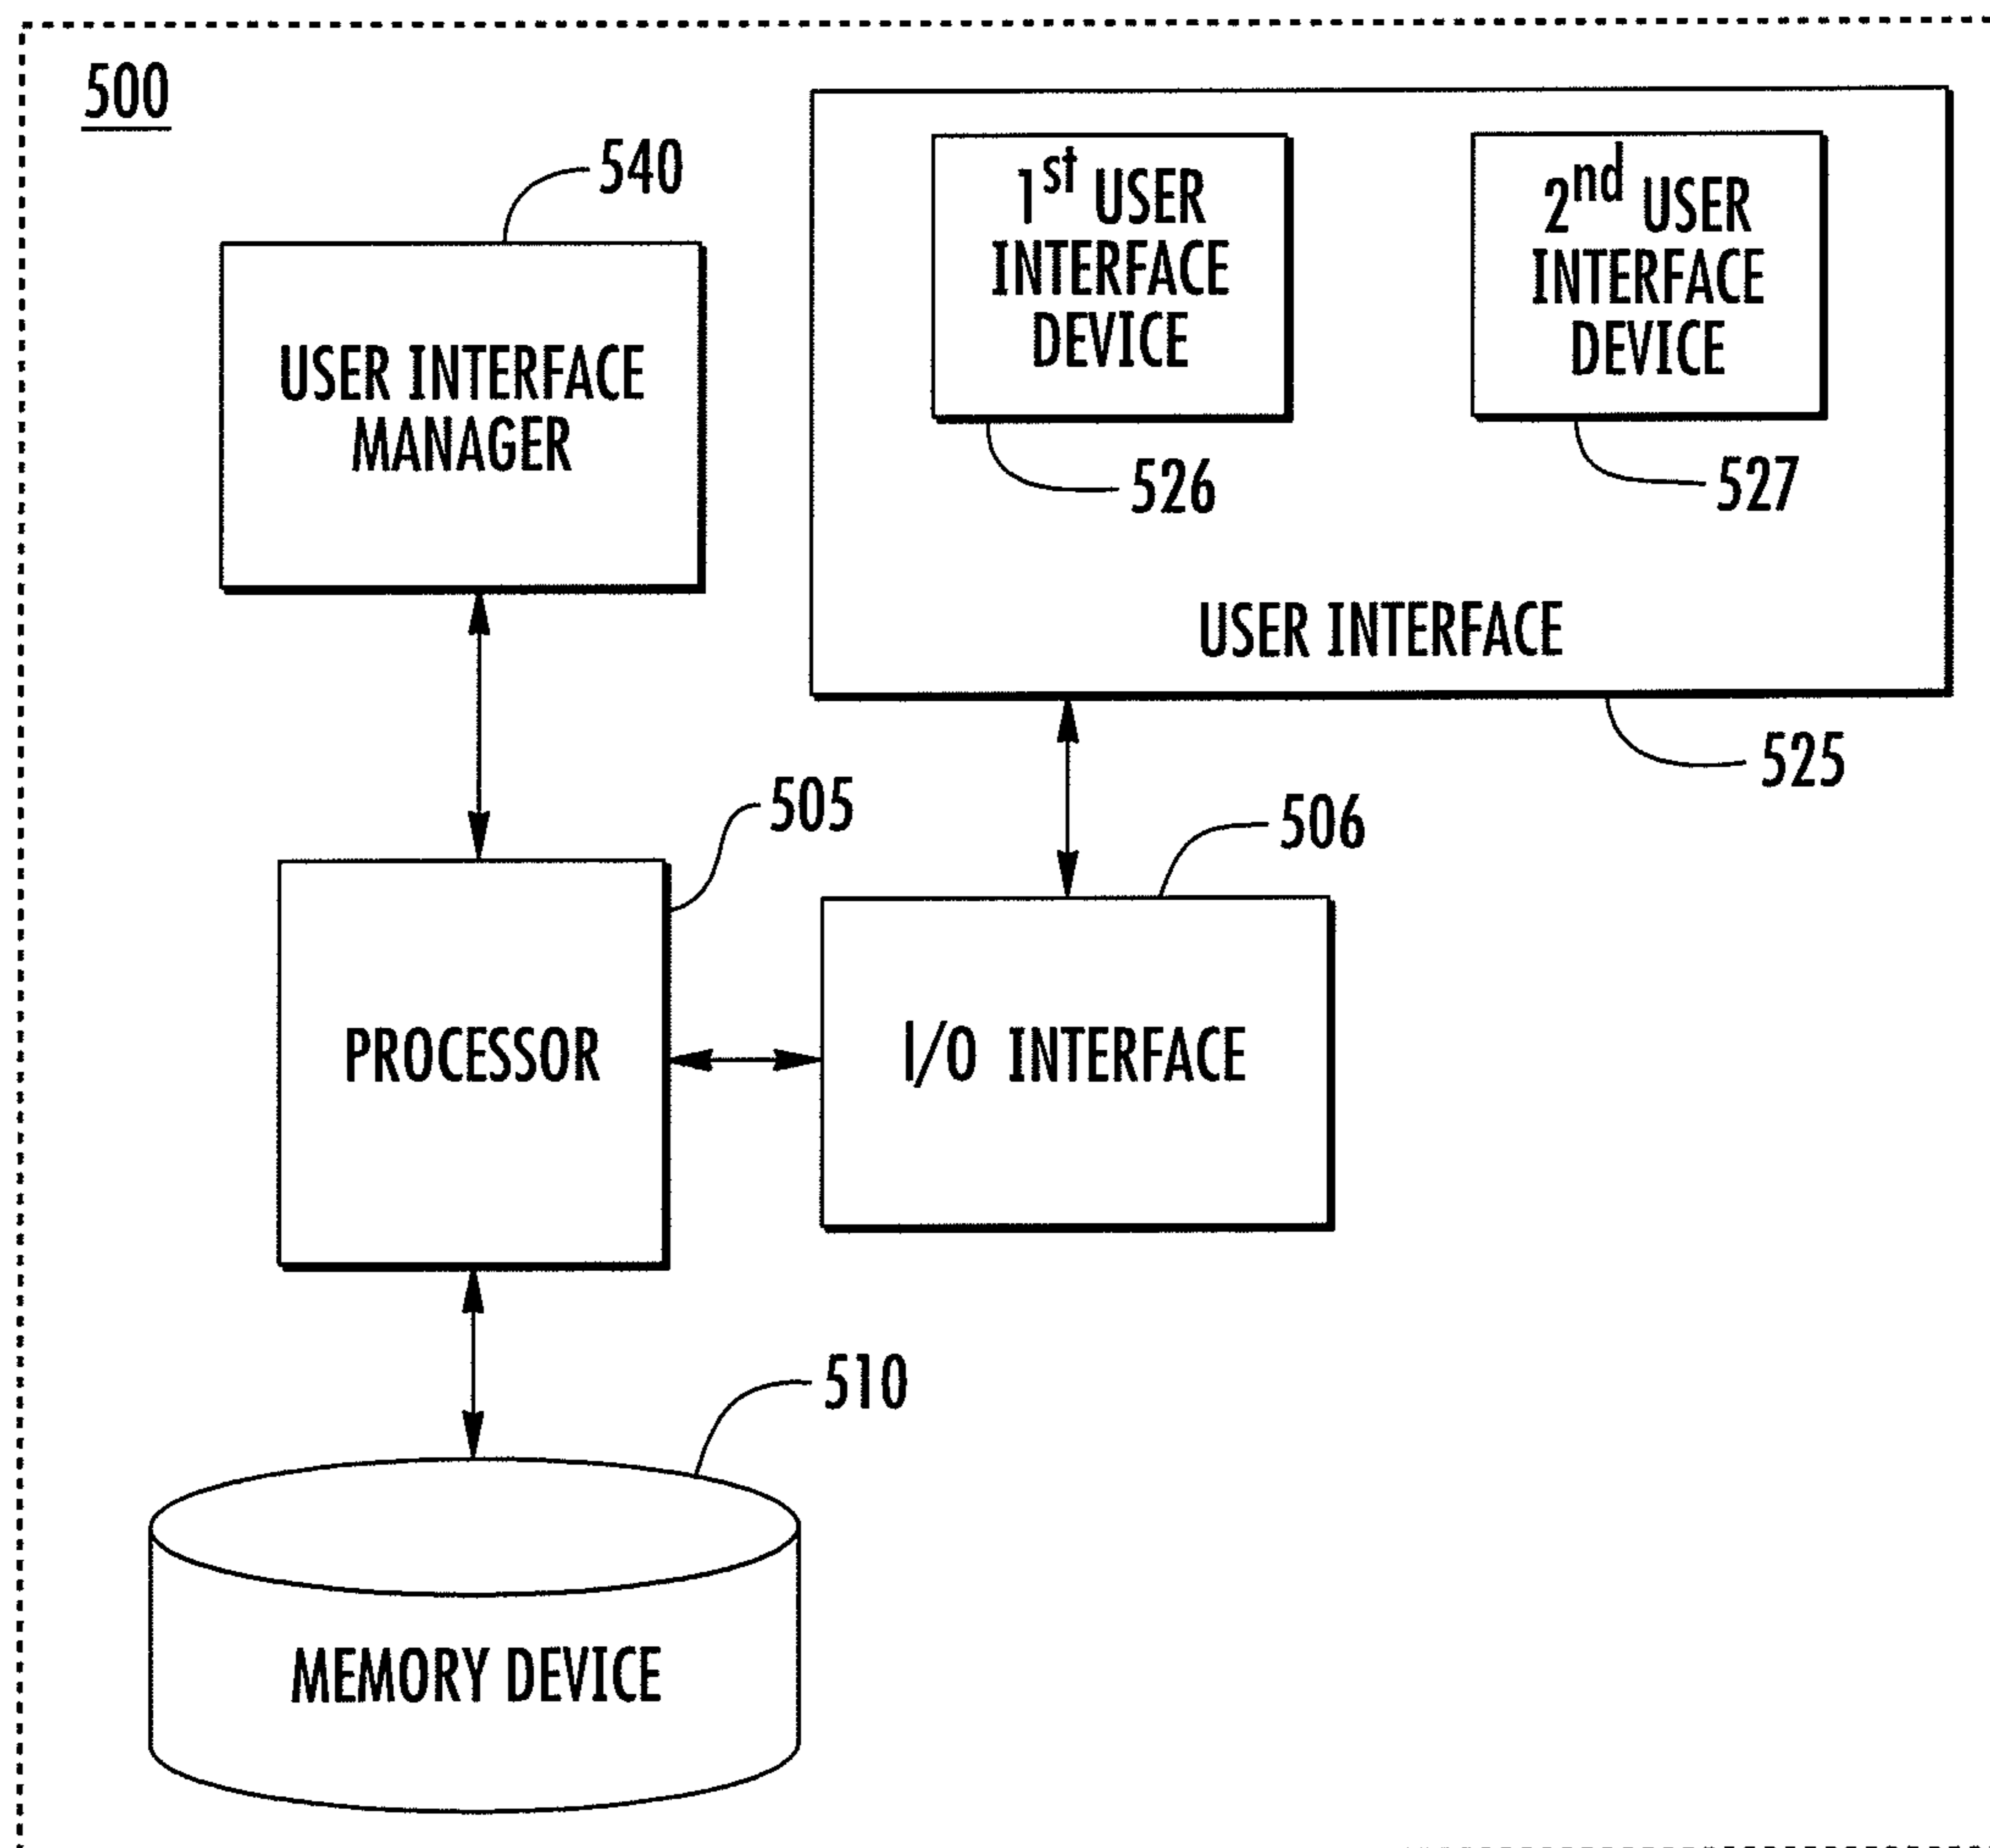 500
540
1st USER
INTERFACE
DEVICE
2nd USER
INTERFACE
DEVICE
USER INTERFACE
MANAGER
526
527
USER INTERFACE
525
505
506
PROCESSOR
I/O INTERFACE
510
MEMORY DEVICE